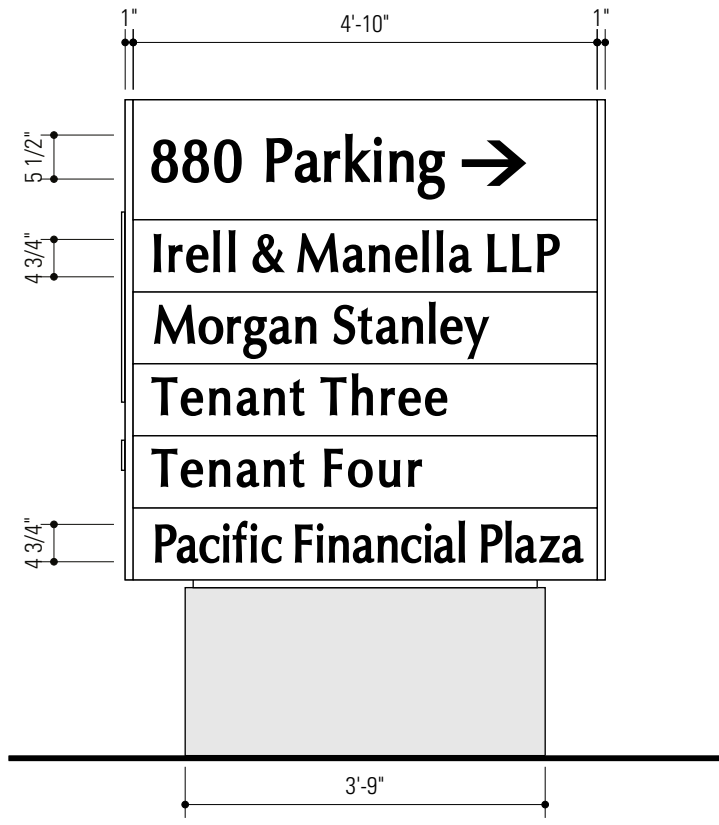 1" 4'-10" 1"
5 1/2"
880 Parking →
4 3/4"
Irell & Manella LLP
Morgan Stanley
Tenant Three
Tenant Four
4 3/4"
Pacific Financial Plaza
3'-9"